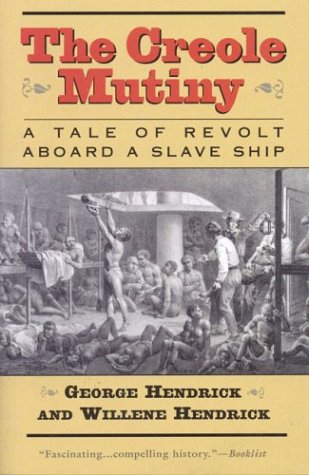 The Creole
Mutiny
A TALE OF REVOLT
ABOARD A SLAVE SHIP
GEORGE HENDRICK
AND WILLENE HENDRICK
"Fascinating...compelling history."—Booklist